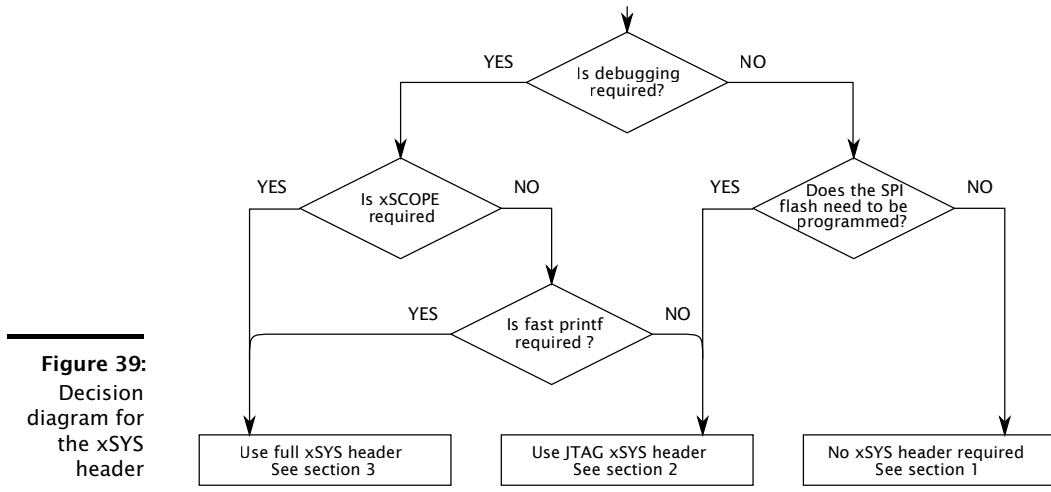 YES
Is debugging
required?
NO
YES
Is xSCOPE
required
NO
YES
Does the SPI
flash need to be
programmed?
NO
YES
Is fast printf
required ?
NO
Figure 39:
Decision
diagram for
the xSYS
header
Use full xSYS header
See section 3
Use JTAG xSYS header
See section 2
No xSYS header required
See section 1